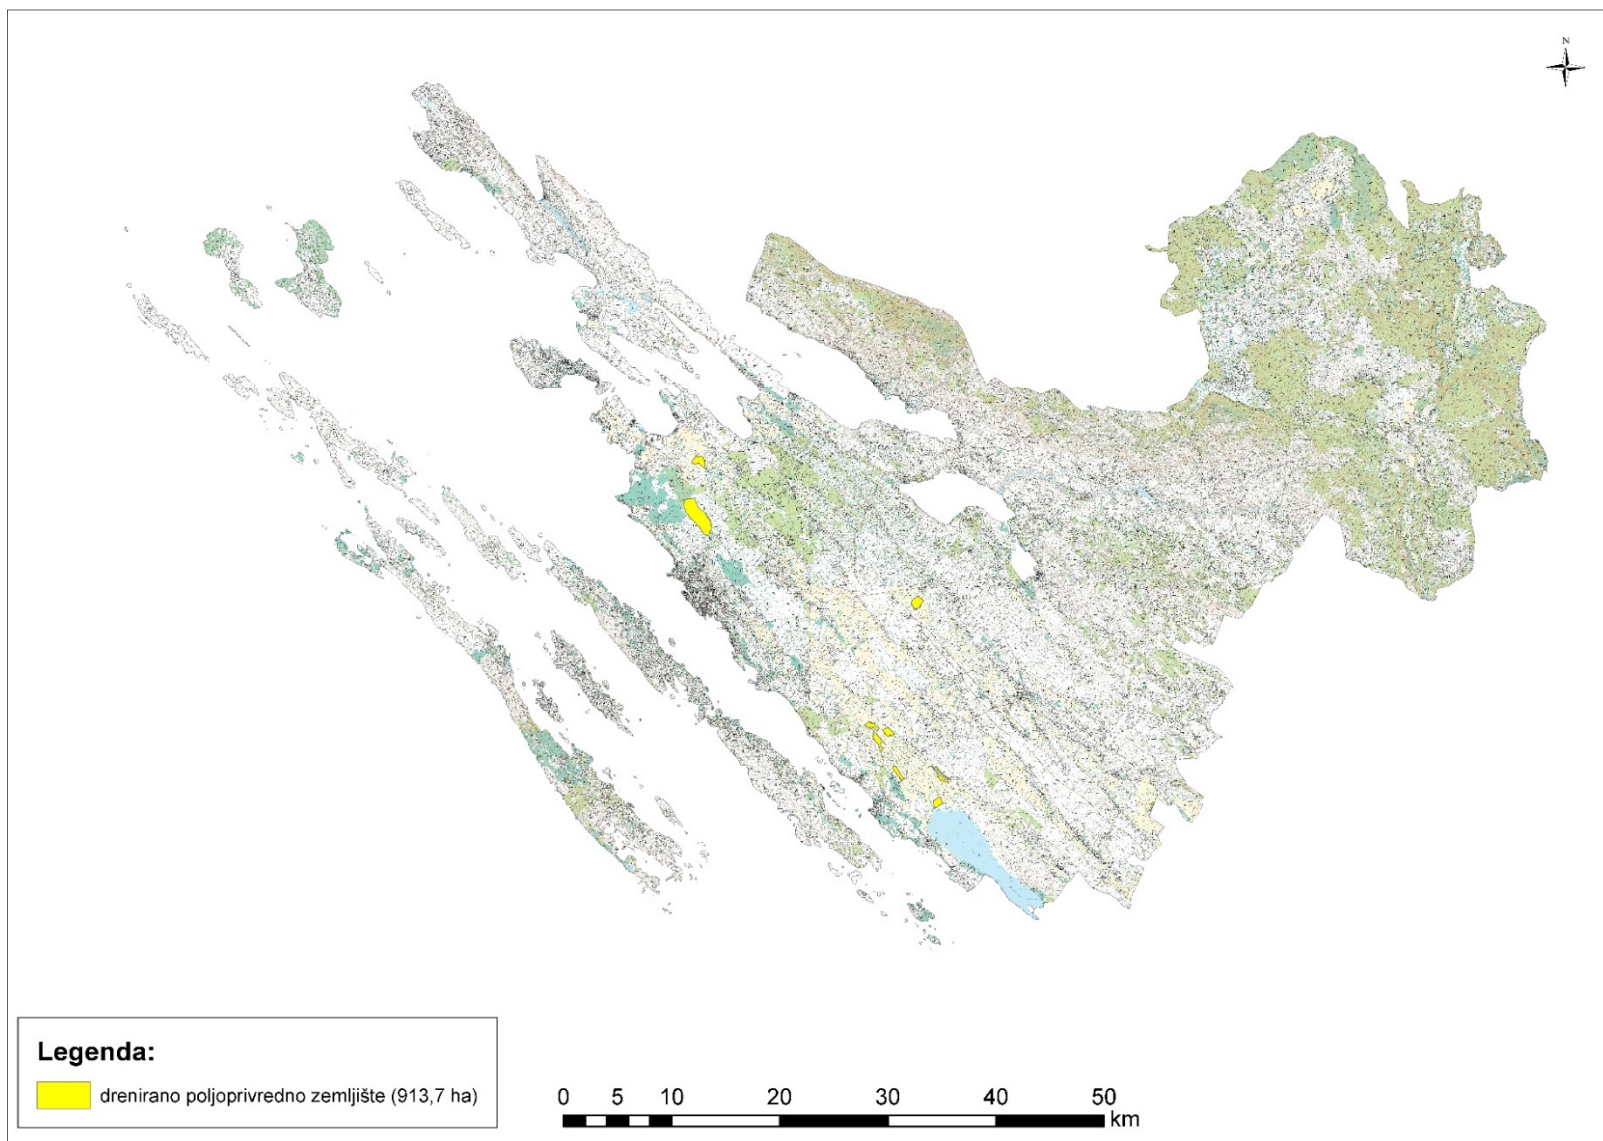 N
Legenda:
drenirano poljoprivredno zemljište (913,7 ha)
0 5 10 20 30 40 50
km